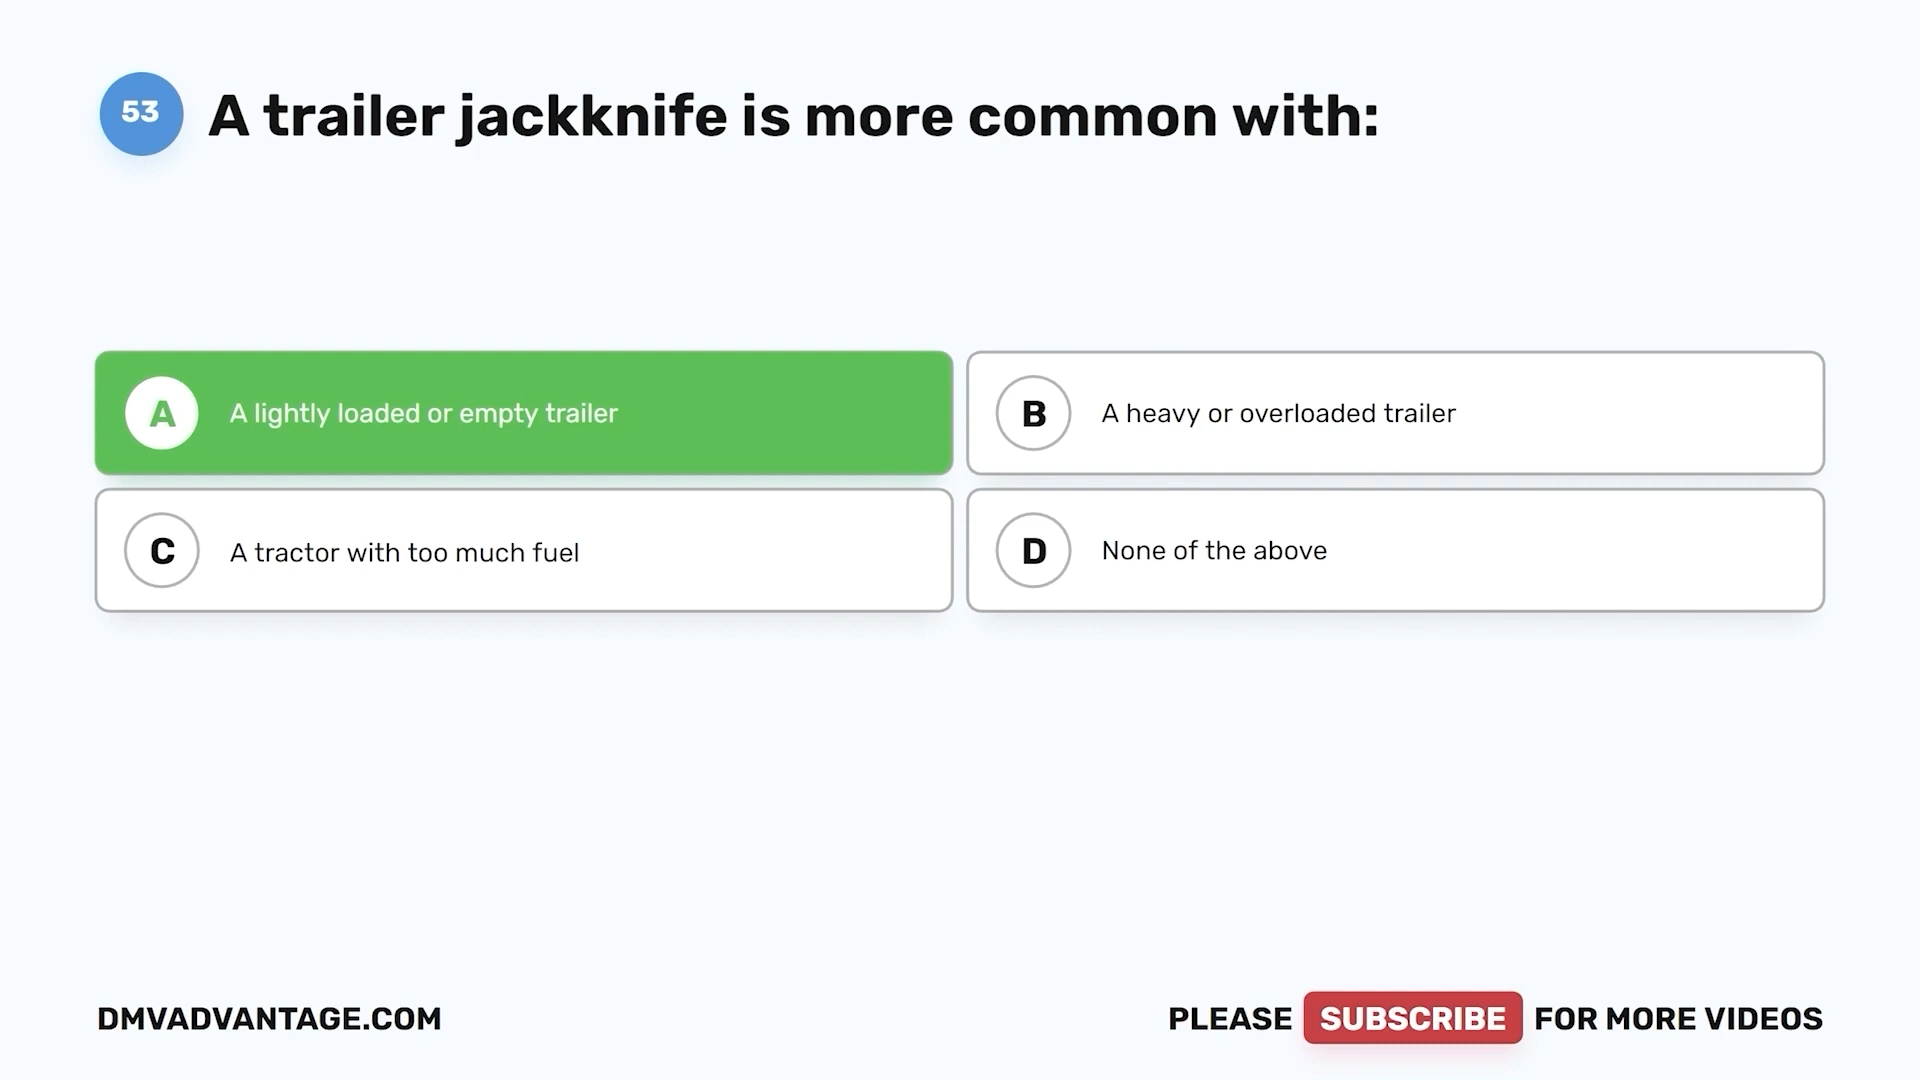 53 A trailer jackknife is more common with:
A A lightly loaded or empty trailer
B A heavy or overloaded trailer
C A tractor with too much fuel
D None of the above
DMVADVANTAGE.COM
PLEASE SUBSCRIBE FOR MORE VIDEOS